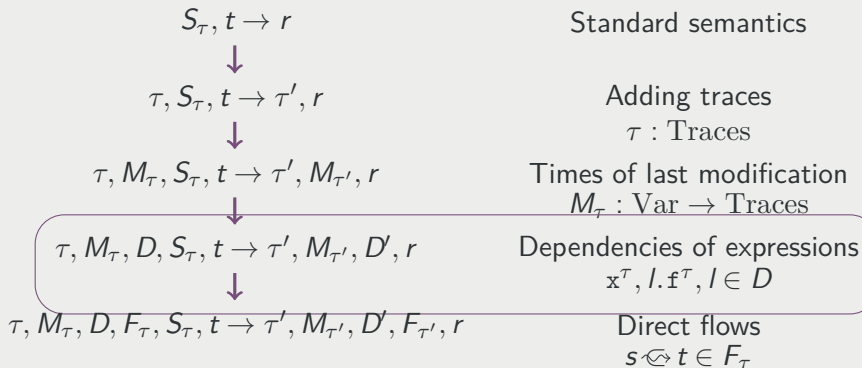 S_τ, t → r Standard semantics
τ, S_τ, t → τ′, r Adding traces
τ : Traces
τ, M_τ, S_τ, t → τ′, M_τ′, r Times of last modification
M_τ : Var → Traces
τ, M_τ, D, S_τ, t → τ′, M_τ′, D′, r Dependencies of expressions
x^τ, l.f^τ, l ∈ D
τ, M_τ, D, F_τ, S_τ, t → τ′, M_τ′, D′, F_τ′, r Direct flows
s t ∈ F_τ